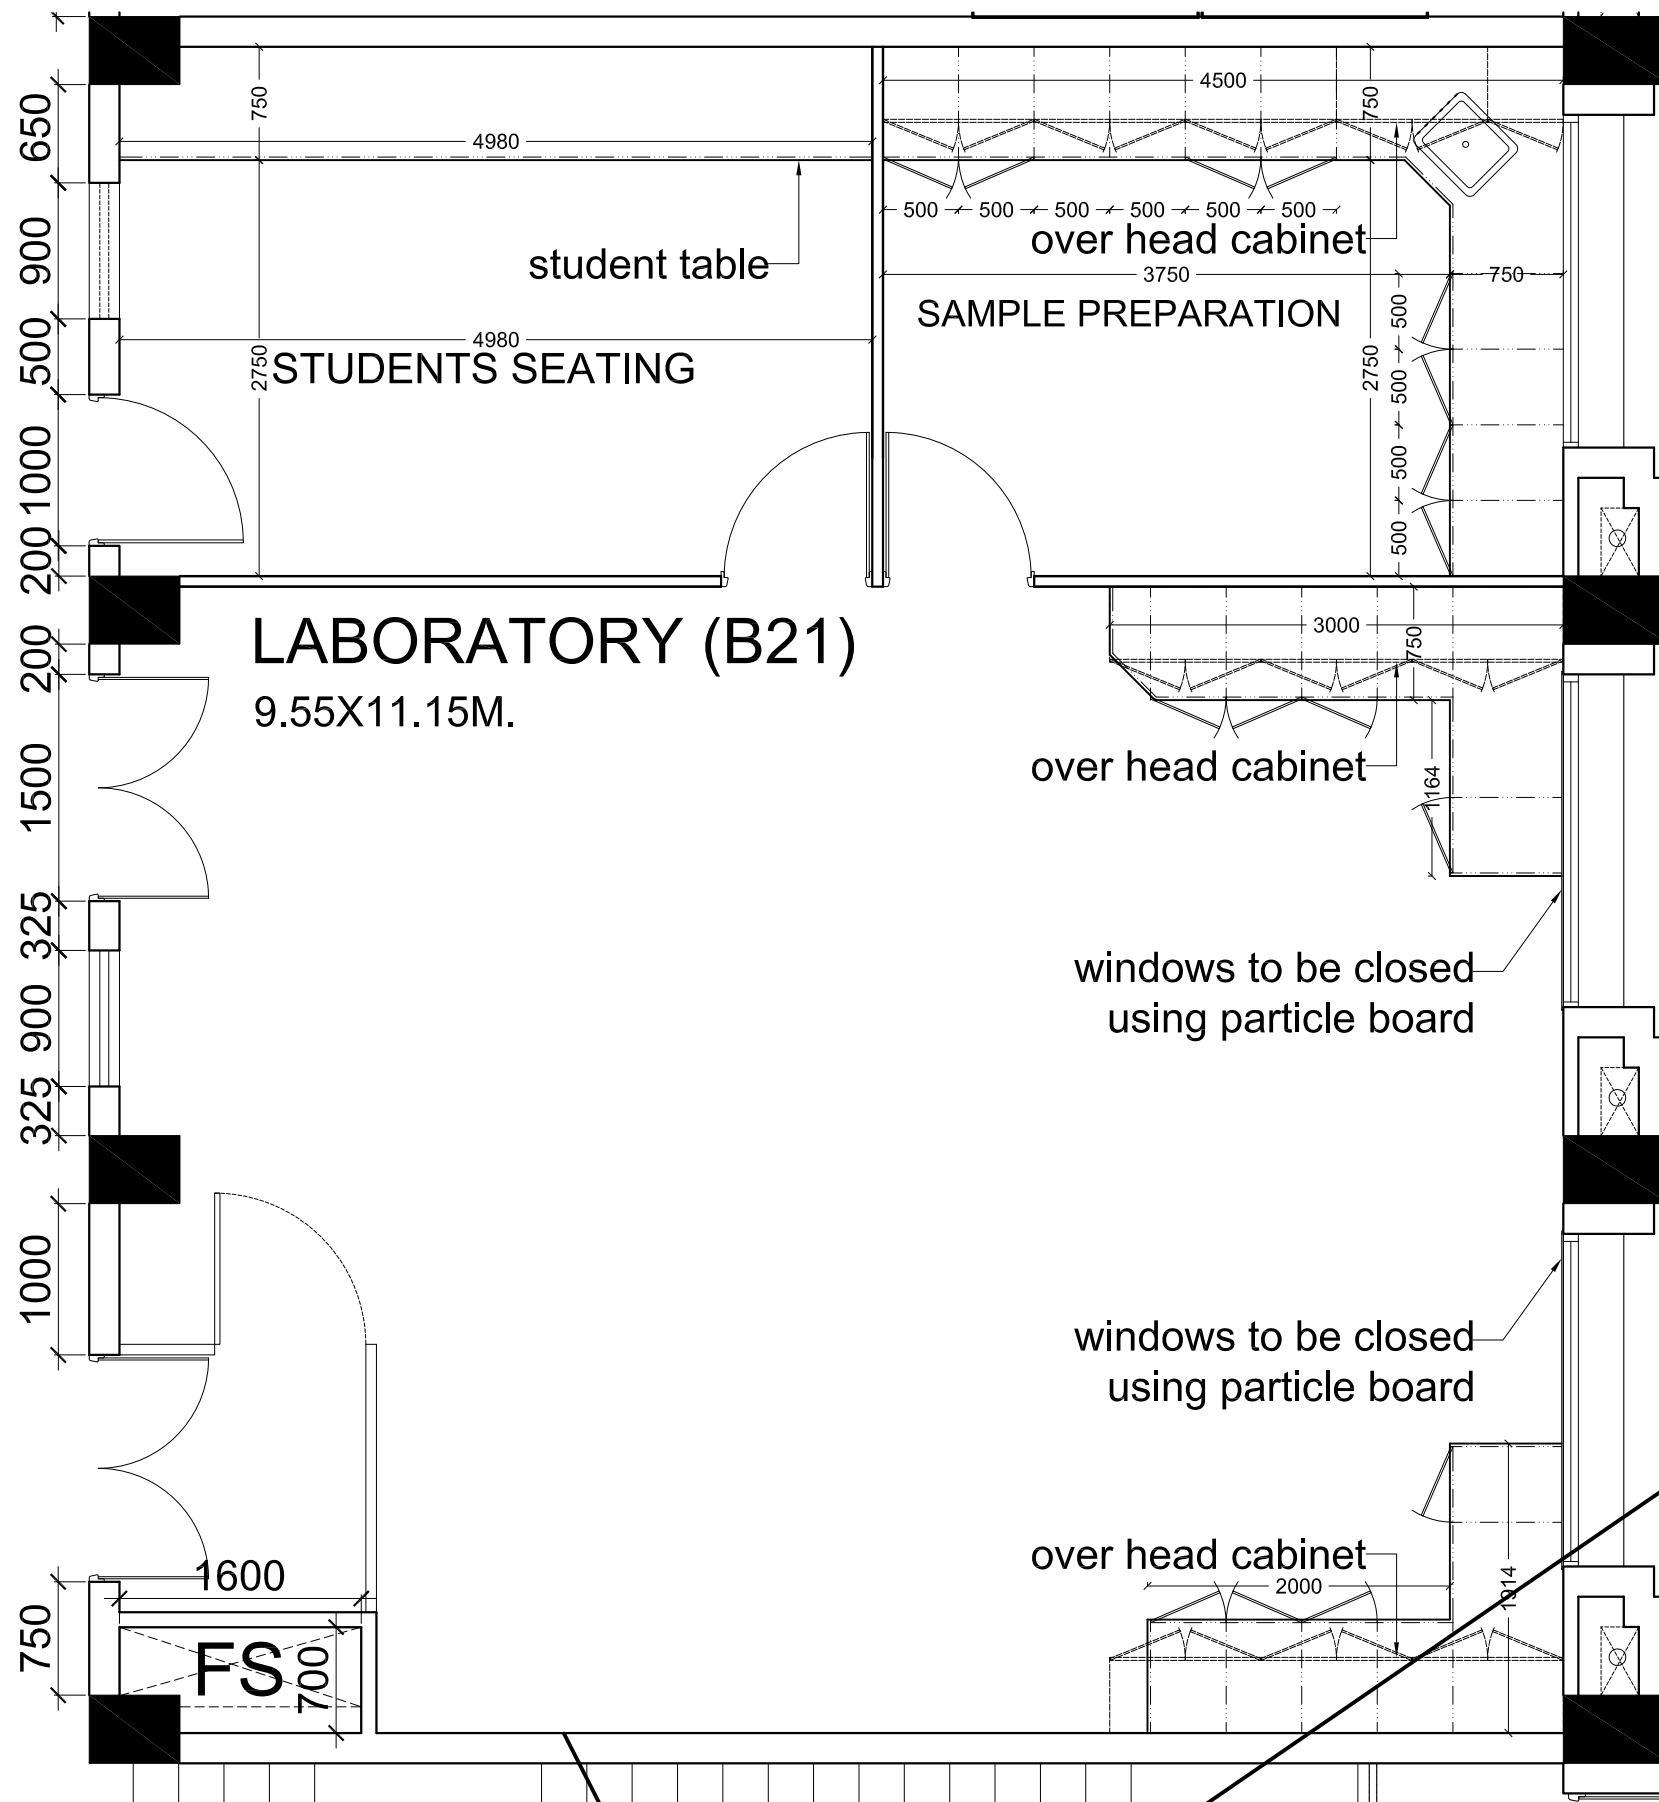 650
900
500
1000
200
200
1500
325
900
325
1000
750
750
4980
student table
4980
2750
STUDENTS SEATING
4500
750
500
500
500
500
500
500
over head cabinet
3750
750
SAMPLE PREPARATION
2750
500
500
500
500
LABORATORY (B21)
9.55X11.15M.
3000
750
over head cabinet
1164
windows to be closed
using particle board
windows to be closed
using particle board
over head cabinet
2000
1914
1600
FS
700